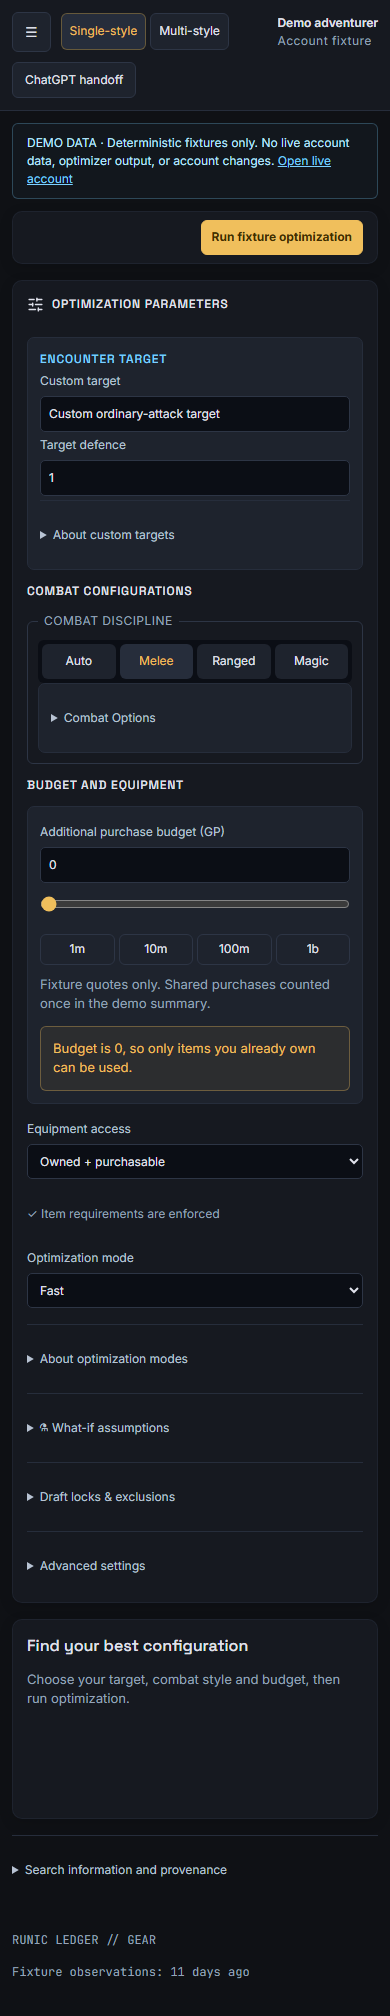 ☰ Single-style Multi-style Demo adventurer
Account fixture
ChatGPT handoff
DEMO DATA · Deterministic fixtures only. No live account
data, optimizer output, or account changes. Open live
account
Run fixture optimization
OPTIMIZATION PARAMETERS
ENCOUNTER TARGET
Custom target
Custom ordinary-attack target
Target defence
1
▶ About custom targets
COMBAT CONFIGURATIONS
COMBAT DISCIPLINE
Auto Melee Ranged Magic
▶ Combat Options
BUDGET AND EQUIPMENT
Additional purchase budget (GP)
0
1m 10m 100m 1b
Fixture quotes only. Shared purchases counted
once in the demo summary.
Budget is 0, so only items you already own
can be used.
Equipment access
Owned + purchasable
✓ Item requirements are enforced
Optimization mode
Fast
▶ About optimization modes
▶ ⚗ What-if assumptions
▶ Draft locks & exclusions
▶ Advanced settings
Find your best configuration
Choose your target, combat style and budget, then
run optimization.
▶ Search information and provenance
RUNIC LEDGER // GEAR
Fixture observations: 11 days ago